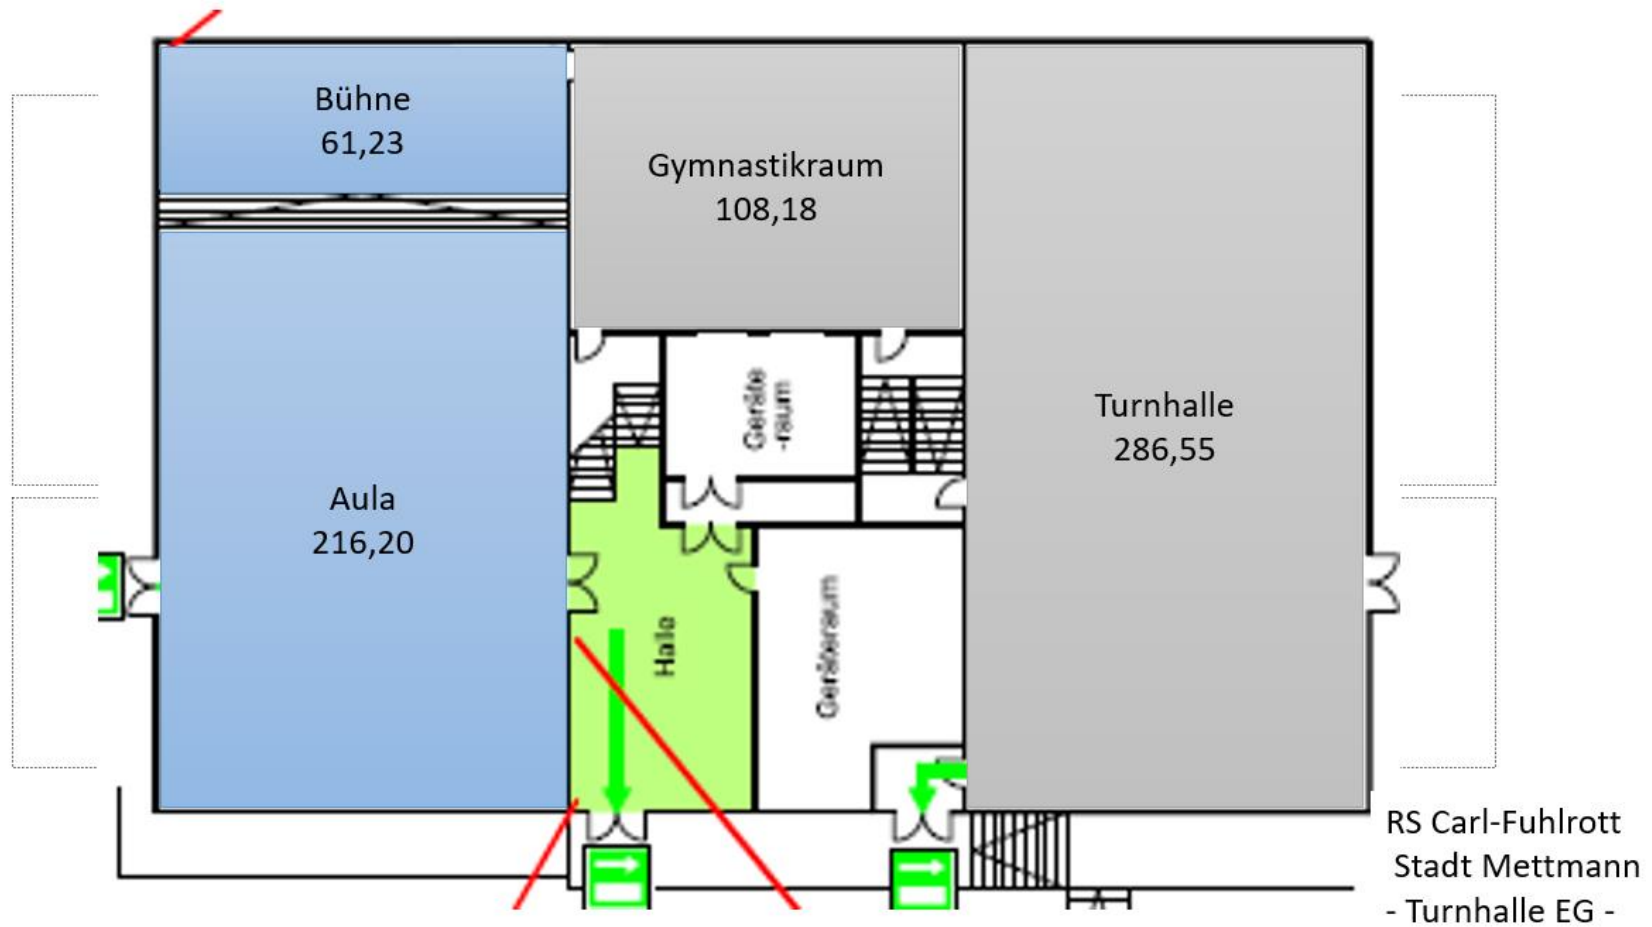 Bühne
61,23
Gymnastikraum
108,18
Geräte
-raum
Turnhalle
286,55
Aula
216,20
Halle
Geräteraum
RS Carl-Fuhlrott
Stadt Mettmann
- Turnhalle EG -